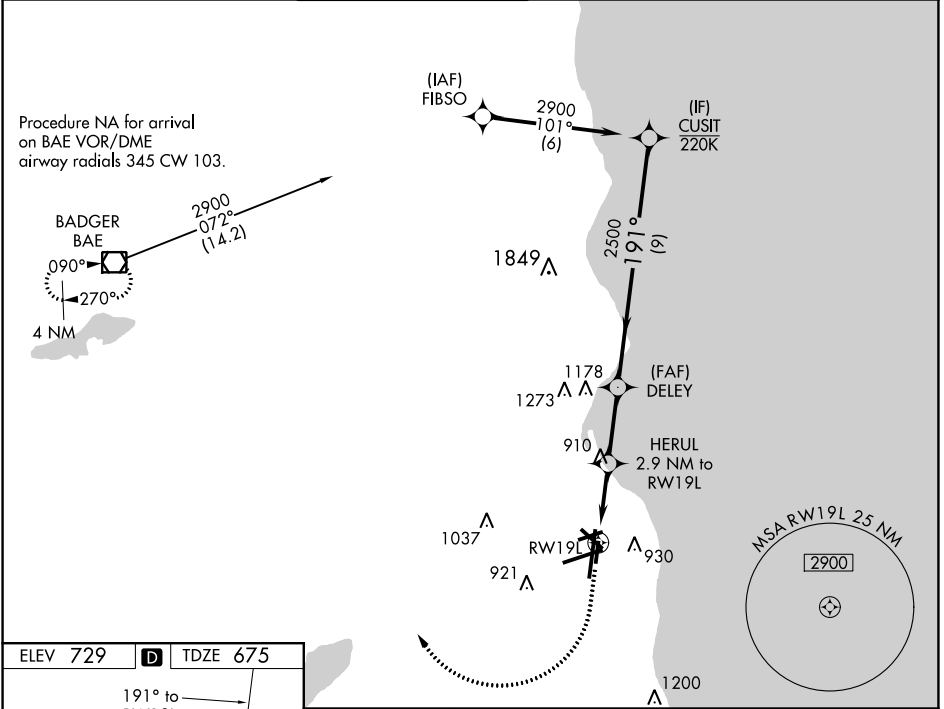 (IAF)
FIBSO
2900
101°
(6)
(IF)
CUSIT
220K
Procedure NA for arrival
on BAE VOR/DME
airway radials 345 CW 103.
2900
072°
(14.2)
BADGER
BAE
090°
270°
4 NM
2500
191°
(9)
1849
1178
1273
(FAF)
DELEY
910
HERUL
2.9 NM to
RW19L
1037
RW19L
930
921
MSA RW19L 25 NM
2900
1200
ELEV 729 D TDZE 675
191° to